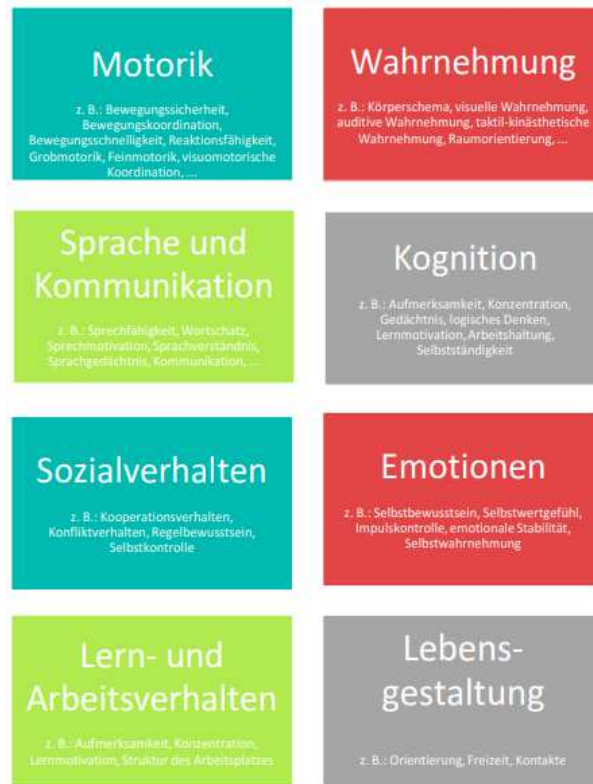 Motorik
z. B.: Bewegungssicherheit,
Bewegungskoordination,
Bewegungsschnelligkeit, Reaktionsfähigkeit,
Grobmotorik, Feinmotorik, visuomotorische
Koordination, ...
Wahrnehmung
z. B.: Körperschema, visuelle Wahrnehmung,
auditive Wahrnehmung, taktil-kinästhetische
Wahrnehmung, Raumorientierung, ...
Sprache und
Kommunikation
z. B.: Sprechfähigkeit, Wortschatz,
Sprechmotivation, Sprachverständnis,
Sprachgedächtnis, Kommunikation, ...
Kognition
z. B.: Aufmerksamkeit, Konzentration,
Gedächtnis, logisches Denken,
Lernmotivation, Arbeitshaltung,
Selbstständigkeit
Sozialverhalten
z. B.: Kooperationsverhalten,
Konfliktverhalten, Regelbewusstsein,
Selbstkontrolle
Emotionen
z. B.: Selbstbewusstsein, Selbstwertgefühl,
Impulskontrolle, emotionale Stabilität,
Selbstwahrnehmung
Lern- und
Arbeitsverhalten
z. B.: Aufmerksamkeit, Konzentration,
Lernmotivation, Struktur des Arbeitsplatzes
Lebens-
gestaltung
z. B.: Orientierung, Freizeit, Kontakte